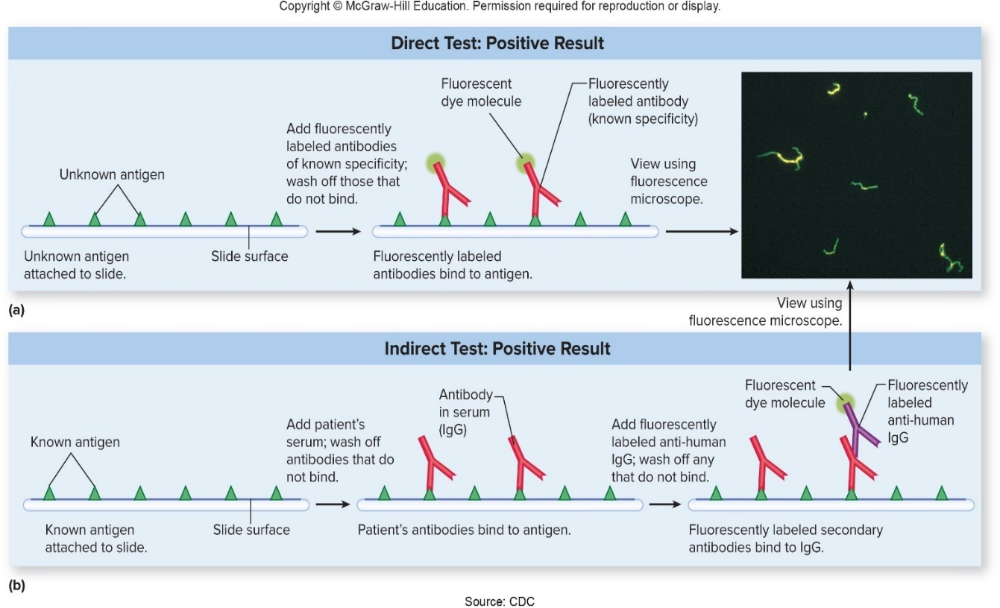 Copyright © McGraw-Hill Education. Permission required for reproduction or display.
Direct Test: Positive Result
Unknown antigen
Unknown antigen
attached to slide.
Slide surface
Add fluorescently
labeled antibodies
of known specificity;
wash off those that
do not bind.
Fluorescent
dye molecule
Fluorescently
labeled antibody
(known specificity)
Fluorescently labeled
antibodies bind to antigen.
View using
fluorescence
microscope.
(a)
View using
fluorescence microscope.
Indirect Test: Positive Result
Known antigen
Known antigen
attached to slide.
Slide surface
Add patient’s
serum; wash off
antibodies that do
not bind.
Antibody
in serum
(IgG)
Patient’s antibodies bind to antigen.
Add fluorescently
labeled anti-human
IgG; wash off any
that do not bind.
Fluorescent
dye molecule
Fluorescently
labeled
anti-human
IgG
Fluorescently labeled secondary
antibodies bind to IgG.
(b)
Source: CDC